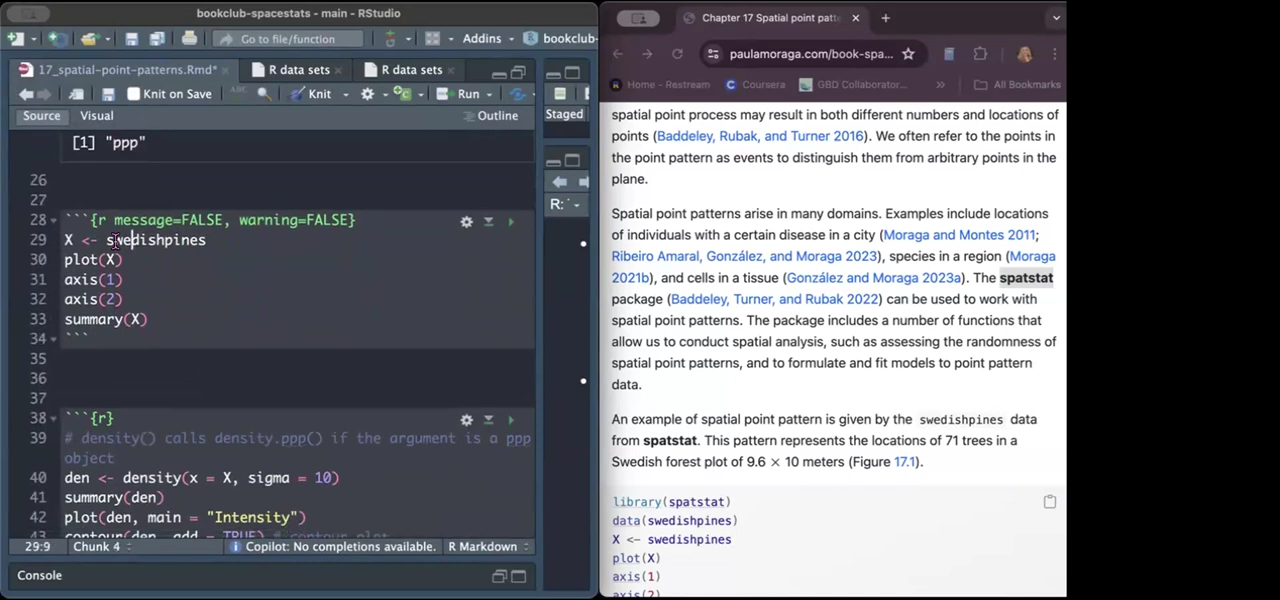 bookclub-spacestats - main - RStudio
Go to file/function
Addins
bookclub-
17_spatial-point-patterns.Rmd*
R data sets
R data sets
Knit on Save
ABC
Knit
Run
Source
Visual
Outline
[1] "ppp"
26
27
28 ```{r message=FALSE, warning=FALSE}
29 X <- swedishpines
30 plot(X)
31 axis(1)
32 axis(2)
33 summary(X)
34 ```
35
36
37
38 ```{r}
39 # density() calls density.ppp() if the argument is a ppp
object
40 den <- density(x = X, sigma = 10)
41 summary(den)
42 plot(den, main = "Intensity")
43 contour(den, add = TRUE) # contour plot
29:9
Chunk 4
Copilot: No completions available.
R Markdown
Console
Staged
R:
Chapter 17 Spatial point patt
paulamoraga.com/book-spa...
Home - Restream
Coursera
GBD Collaborator...
»
All Bookmarks
spatial point process may result in both different numbers and locations of
points (Baddeley, Rubak, and Turner 2016). We often refer to the points in
the point pattern as events to distinguish them from arbitrary points in the
plane.
Spatial point patterns arise in many domains. Examples include locations
of individuals with a certain disease in a city (Moraga and Montes 2011;
Ribeiro Amaral, González, and Moraga 2023), species in a region (Moraga
2021b), and cells in a tissue (González and Moraga 2023a). The spatstat
package (Baddeley, Turner, and Rubak 2022) can be used to work with
spatial point patterns. The package includes a number of functions that
allow us to conduct spatial analysis, such as assessing the randomness of
spatial point patterns, and to formulate and fit models to point pattern
data.
An example of spatial point pattern is given by the swedishpines data
from spatstat. This pattern represents the locations of 71 trees in a
Swedish forest plot of 9.6 × 10 meters (Figure 17.1).
library(spatstat)
data(swedishpines)
X <- swedishpines
plot(X)
axis(1)
axis(2)